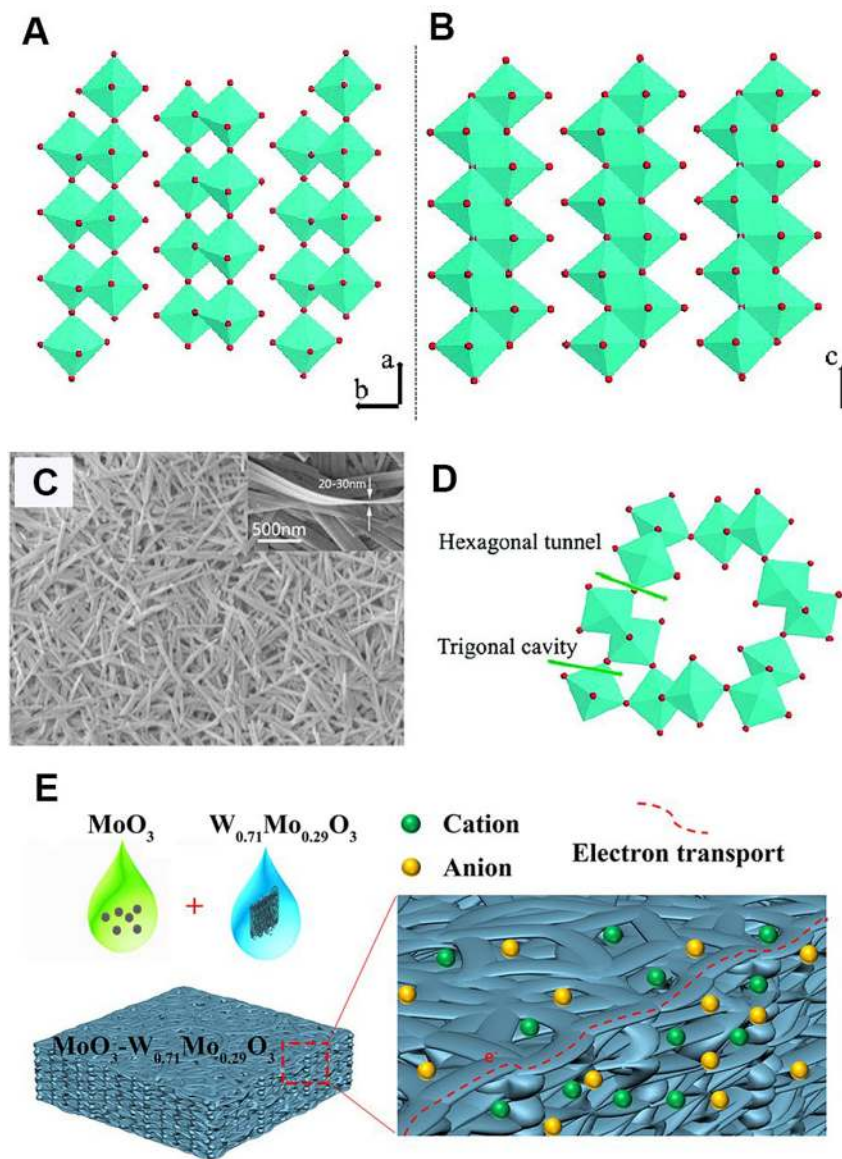 A
B
a
b
c
C
20-30nm
500nm
D
Hexagonal tunnel
Trigonal cavity
E
MoO₃
+
W₀.₇₁Mo₀.₂₉O₃
Cation
Anion
Electron transport
MoO₃-W₀.₇₁Mo₀.₂₉O₃
e